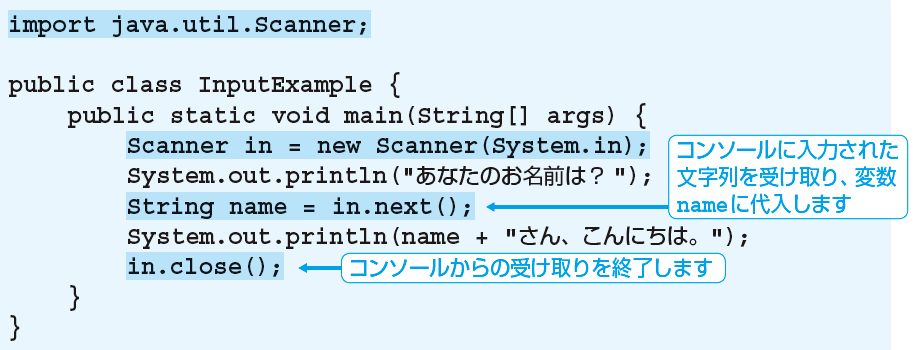 import java.util.Scanner;
public class InputExample {
    public static void main(String[] args) {
        Scanner in = new Scanner(System.in);
        System.out.println("あなたのお名前は？");
        String name = in.next();
        System.out.println(name + "さん、こんにちは。");
        in.close();
    }
}
コンソールに入力された
文字列を受け取り、変数
nameに代入します
コンソールからの受け取りを終了します